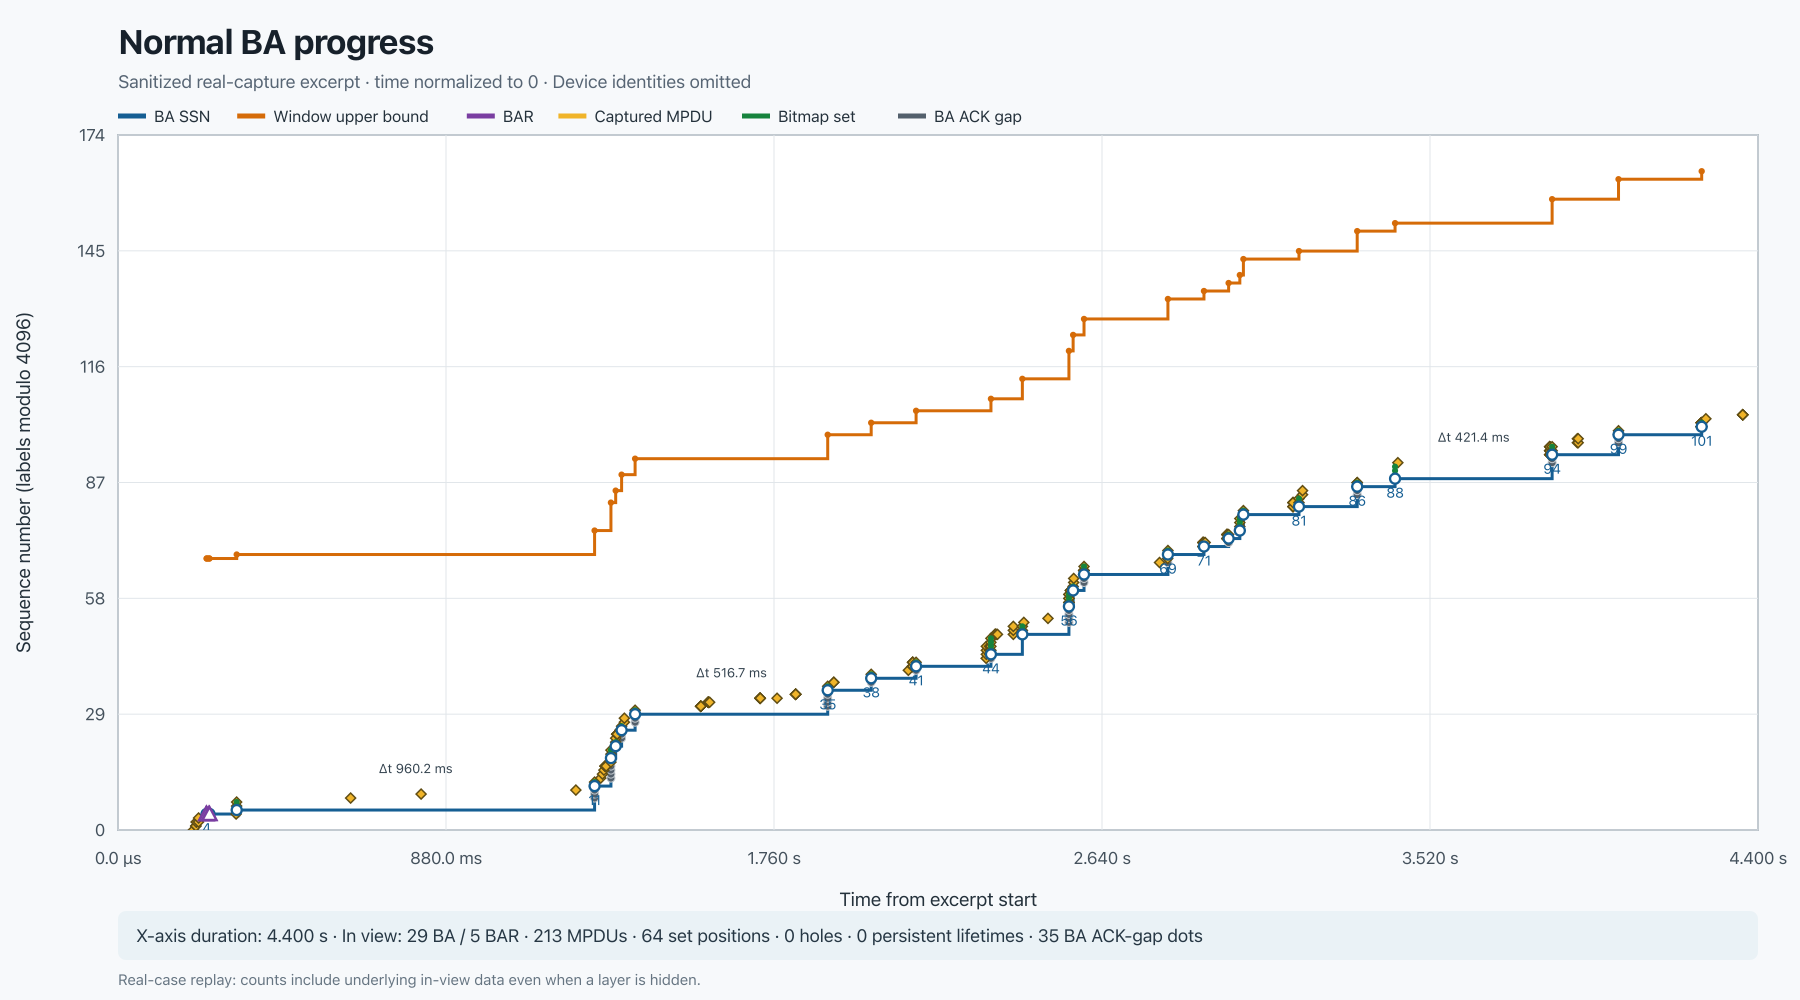 Normal BA progress
Sanitized real-capture excerpt · time normalized to 0 · Device identities omitted
BA SSN Window upper bound BAR Captured MPDU Bitmap set BA ACK gap
174
145
116
87
58
29
0
Sequence number (labels modulo 4096)
4
11
35
38
41
44
56
69
71
81
86
88
94
99
101
Δt 960.2 ms
Δt 516.7 ms
Δt 421.4 ms
0.0 µs 880.0 ms 1.760 s 2.640 s 3.520 s 4.400 s
Time from excerpt start
X-axis duration: 4.400 s · In view: 29 BA / 5 BAR · 213 MPDUs · 64 set positions · 0 holes · 0 persistent lifetimes · 35 BA ACK-gap dots
Real-case replay: counts include underlying in-view data even when a layer is hidden.